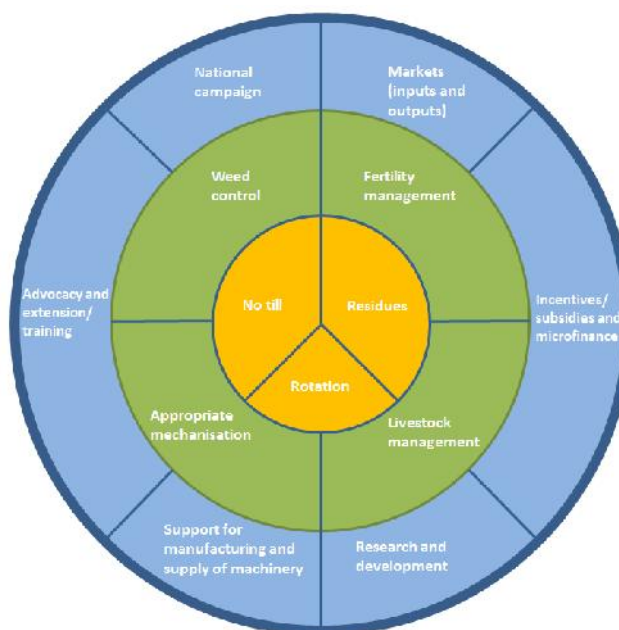 National
campaign
Markets
(inputs and
outputs)
Weed
control
Fertility
management
Advocacy and
extension/
training
No till
Residues
Incentives/
subsidies and
microfinance
Rotation
Appropriate
mechanisation
Livestock
management
Support for
manufacturing and
supply of machinery
Research and
development